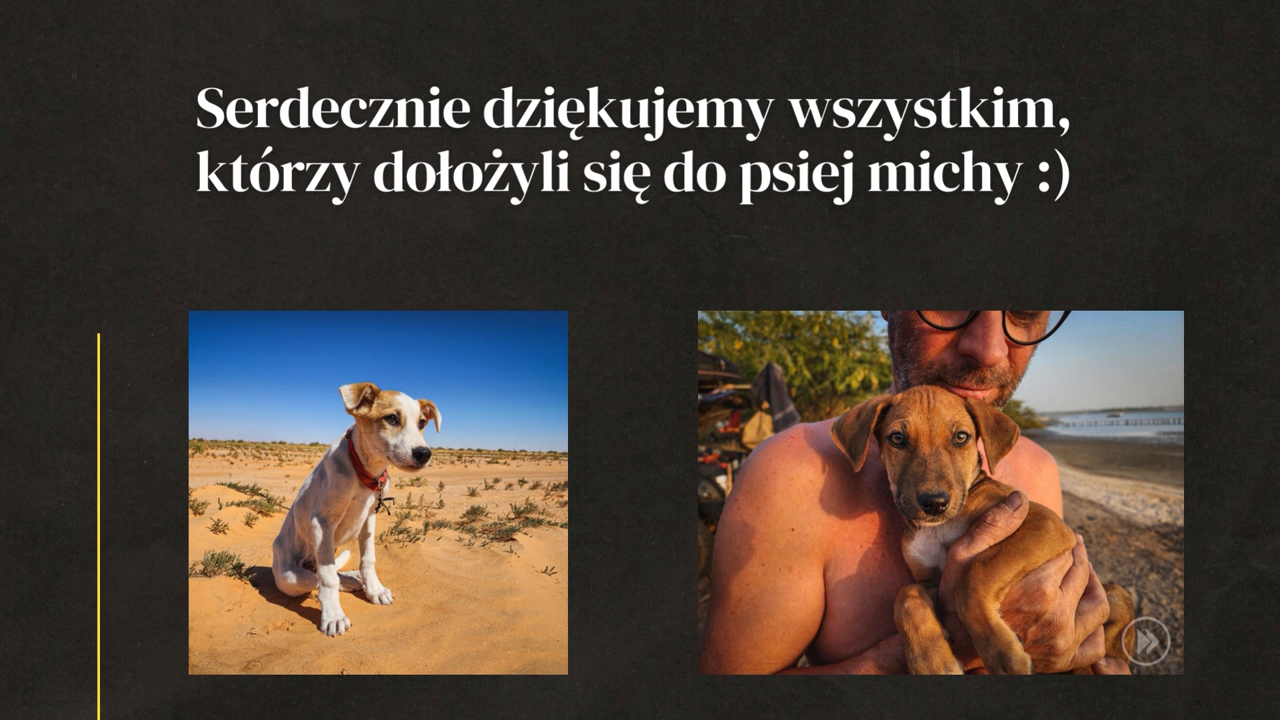 Serdecznie dziękujemy wszystkim,
którzy dołożyli się do psiej michy :)